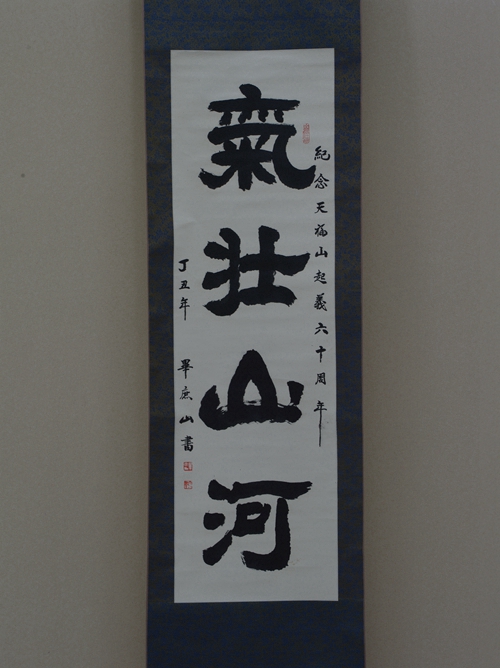 紀念天福山起義六十周年
氣壯山河
丁丑年 畢庶山書